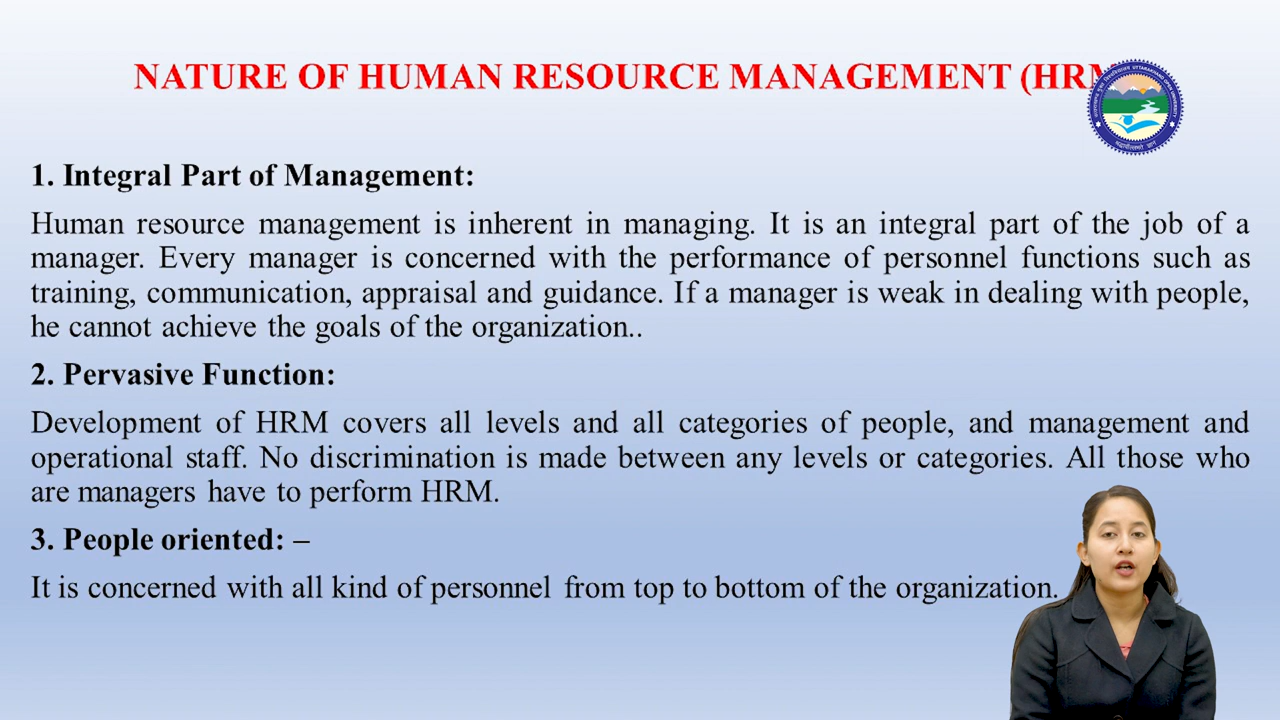 NATURE OF HUMAN RESOURCE MANAGEMENT (HRM
1. Integral Part of Management:
Human resource management is inherent in managing. It is an integral part of the job of a
manager. Every manager is concerned with the performance of personnel functions such as
training, communication, appraisal and guidance. If a manager is weak in dealing with people,
he cannot achieve the goals of the organization..
2. Pervasive Function:
Development of HRM covers all levels and all categories of people, and management and
operational staff. No discrimination is made between any levels or categories. All those who
are managers have to perform HRM.
3. People oriented: –
It is concerned with all kind of personnel from top to bottom of the organization.